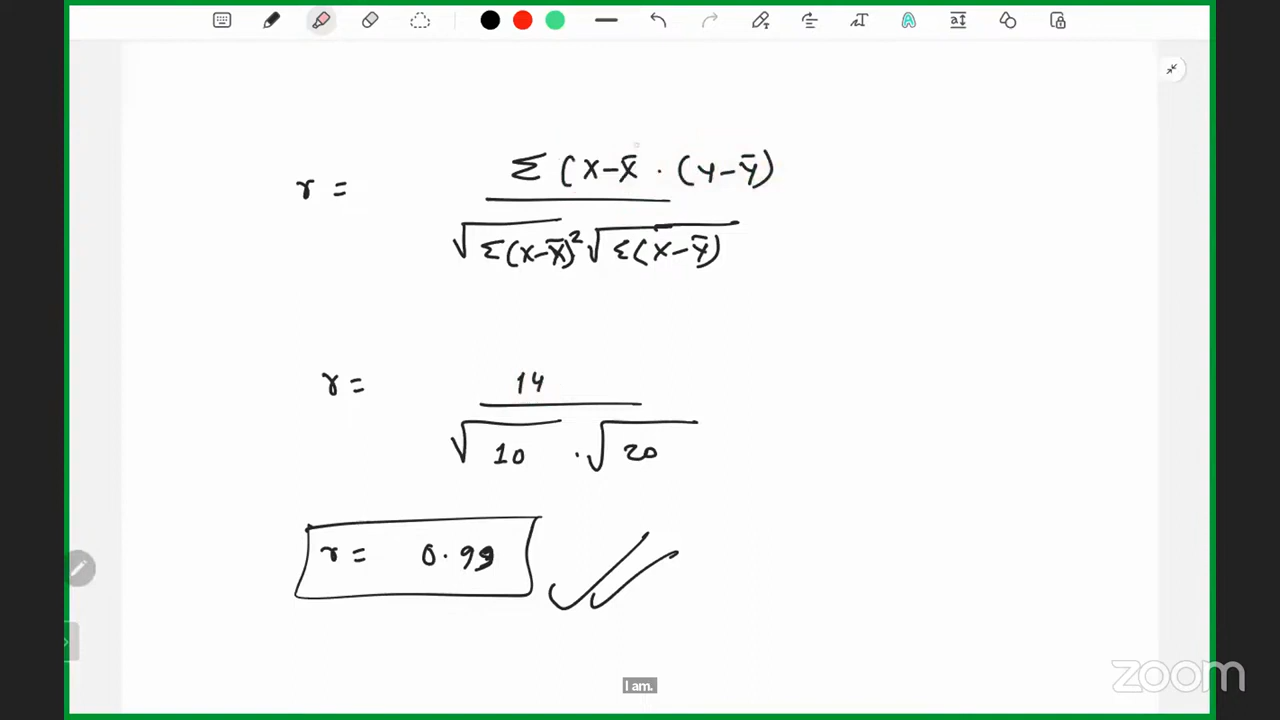 r = Σ (X-X̄ . (Y-Ȳ)
√Σ(X-X̄)² √Σ(X-Ȳ)
r = 14
√10 . √20
r = 0.99
I am.
zoom